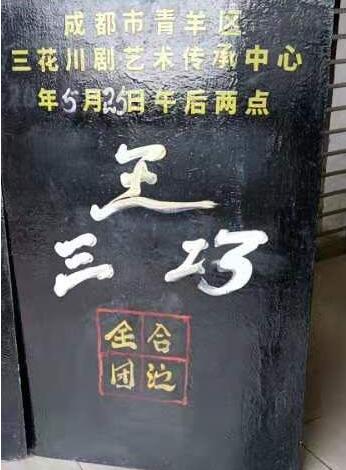 成都市青羊区
三花川剧艺术传承中心
年5月25日午后两点
王
三巧
全合
团演